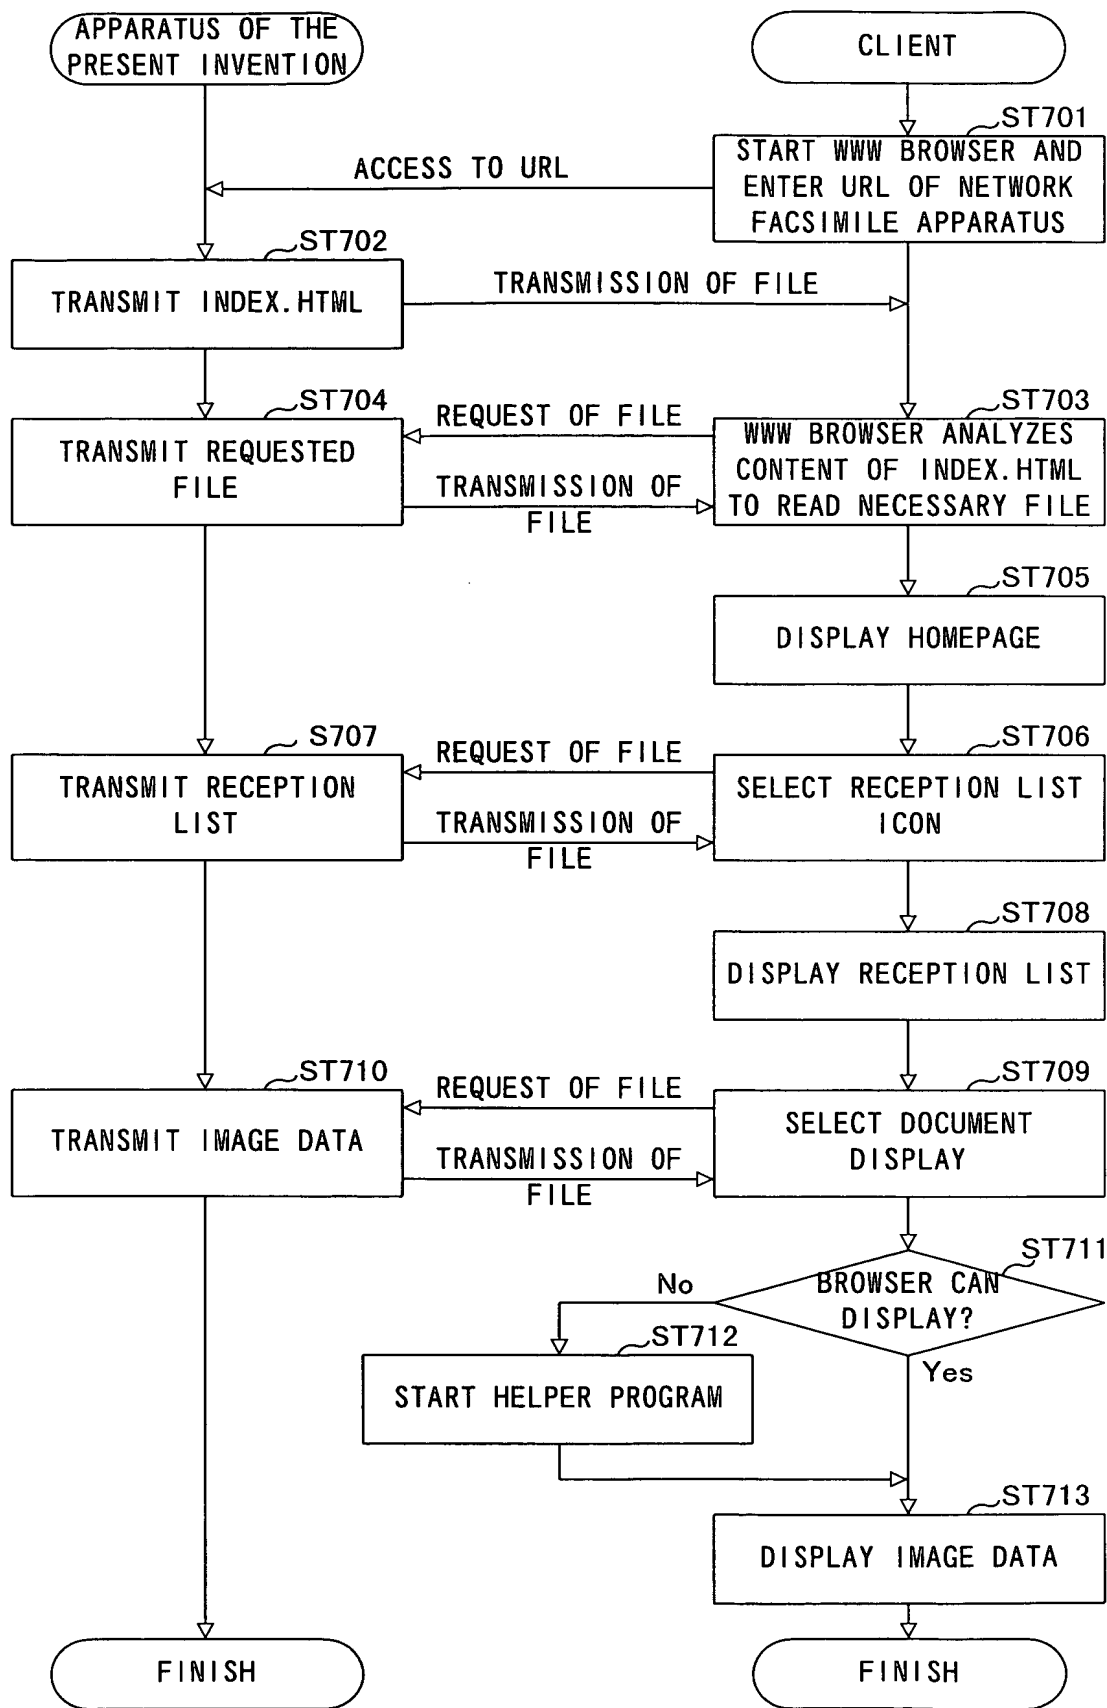 APPARATUS OF THE
PRESENT INVENTION
CLIENT
ST701
START WWW BROWSER AND
ENTER URL OF NETWORK
FACSIMILE APPARATUS
ACCESS TO URL
ST702
TRANSMIT INDEX.HTML
TRANSMISSION OF FILE
ST704
TRANSMIT REQUESTED
FILE
REQUEST OF FILE
TRANSMISSION OF
FILE
ST703
WWW BROWSER ANALYZES
CONTENT OF INDEX.HTML
TO READ NECESSARY FILE
ST705
DISPLAY HOMEPAGE
S707
TRANSMIT RECEPTION
LIST
REQUEST OF FILE
TRANSMISSION OF
FILE
ST706
SELECT RECEPTION LIST
ICON
ST708
DISPLAY RECEPTION LIST
ST710
TRANSMIT IMAGE DATA
REQUEST OF FILE
TRANSMISSION OF
FILE
ST709
SELECT DOCUMENT
DISPLAY
ST711
BROWSER CAN
DISPLAY?
No
Yes
ST712
START HELPER PROGRAM
ST713
DISPLAY IMAGE DATA
FINISH
FINISH